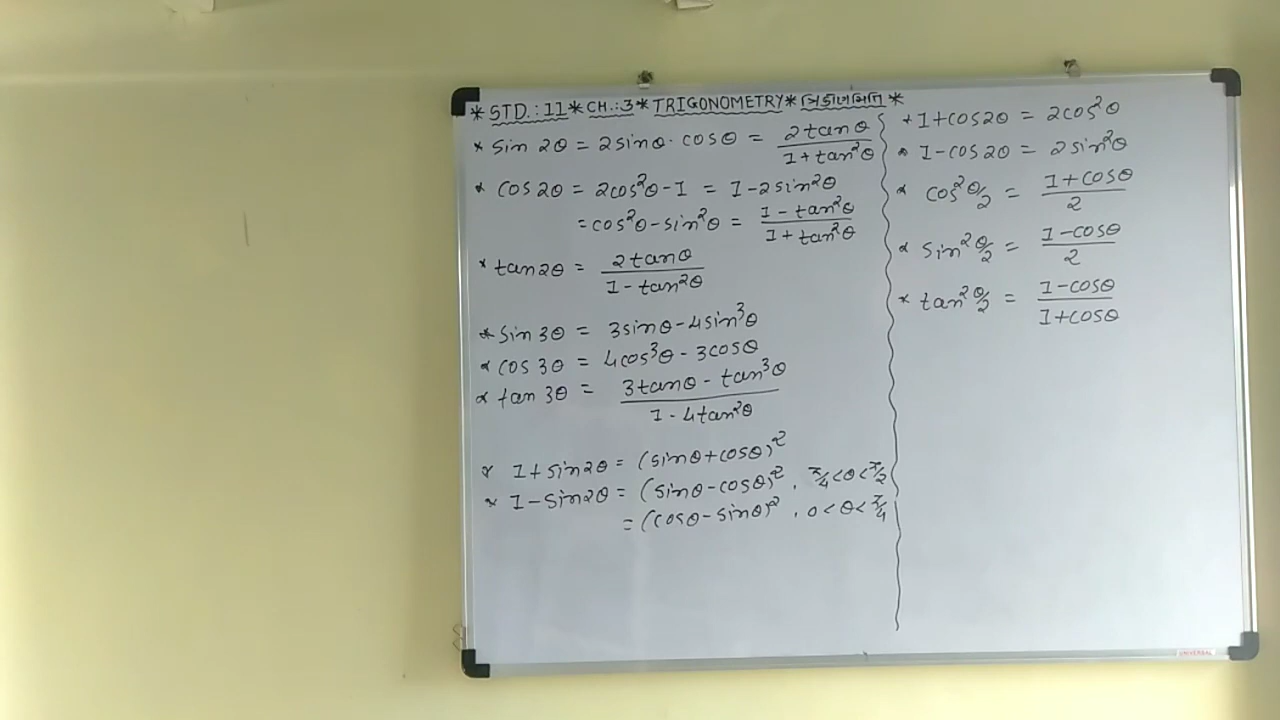 * STD.:11 * CH.:3 * TRIGONOMETRY * ત્રિકોણમિતિ *
* sin 2θ = 2sinθ·cosθ = 2tanθ / 1+tan²θ
* cos 2θ = 2cos²θ-1 = 1-2sin²θ
= cos²θ-sin²θ = 1-tan²θ / 1+tan²θ
* tan2θ = 2tanθ / 1-tan²θ
* sin 3θ = 3sinθ-4sin³θ
* cos 3θ = 4cos³θ-3cosθ
* tan 3θ = 3tanθ-tan³θ / 1-4tan²θ
* 1+sin2θ = (sinθ+cosθ)²
* 1-sin2θ = (sinθ-cosθ)², π/4<θ<π/2
= (cosθ-sinθ)², 0<θ<π/4
* 1+cos2θ = 2cos²θ
* 1-cos2θ = 2sin²θ
* cos²θ/2 = 1+cosθ / 2
* sin²θ/2 = 1-cosθ / 2
* tan²θ/2 = 1-cosθ / 1+cosθ
UNIVERSAL